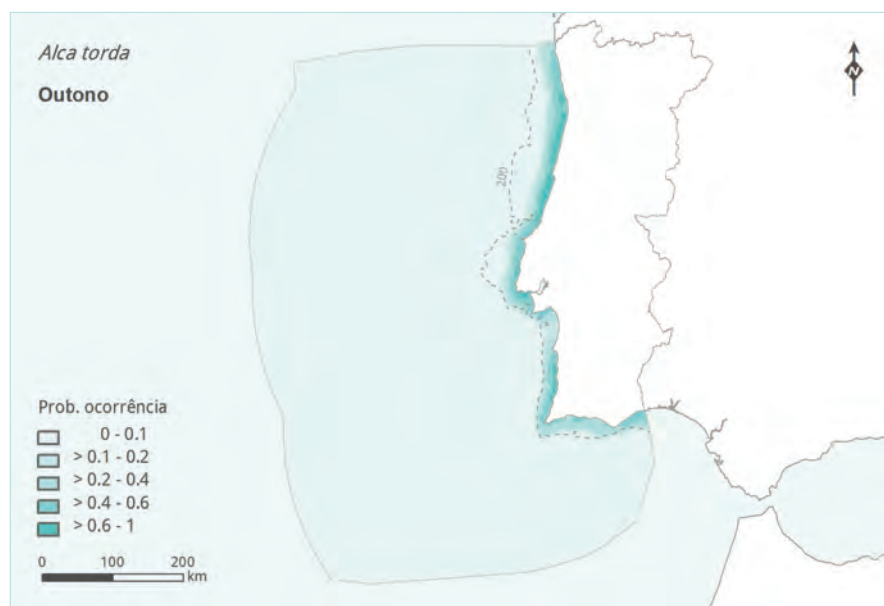 Alca torda
Outono
N
200
Prob. ocorrência
0 - 0.1
> 0.1 - 0.2
> 0.2 - 0.4
> 0.4 - 0.6
> 0.6 - 1
0 100 200
km